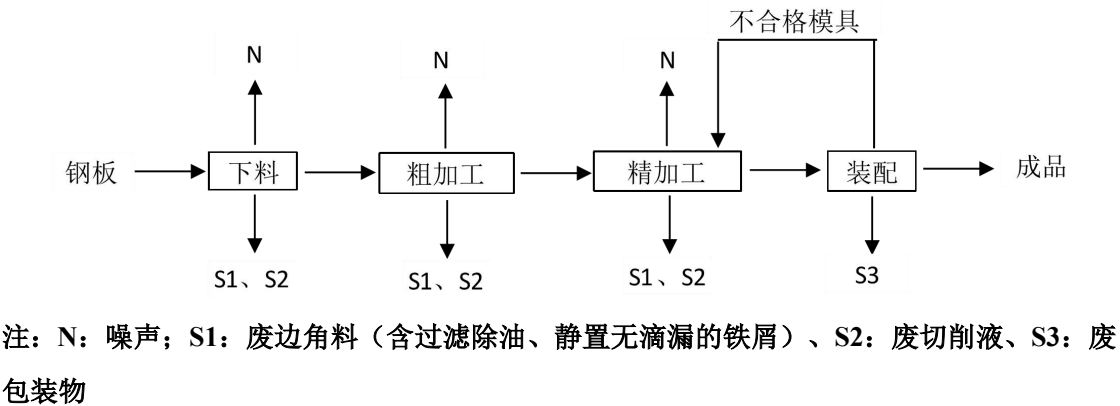 不合格模具
N
N
N
钢板
下料
粗加工
精加工
装配
成品
S1、S2
S1、S2
S1、S2
S3
注：N：噪声；S1：废边角料（含过滤除油、静置无滴漏的铁屑）、S2：废切削液、S3：废
包装物